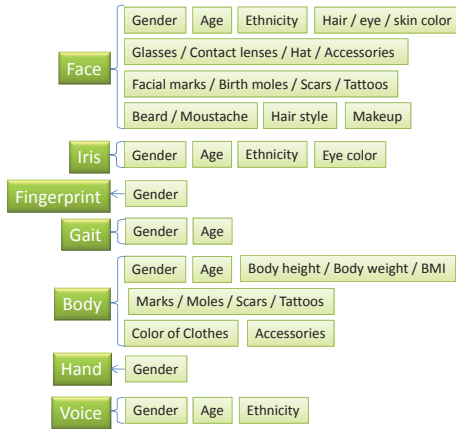 Gender Age Ethnicity Hair / eye / skin color
Glasses / Contact lenses / Hat / Accessories
Face
Facial marks / Birth moles / Scars / Tattoos
Beard / Moustache Hair style Makeup
Iris Gender Age Ethnicity Eye color
Fingerprint Gender
Gait Gender Age
Gender Age Body height / Body weight / BMI
Body Marks / Moles / Scars / Tattoos
Color of Clothes Accessories
Hand Gender
Voice Gender Age Ethnicity